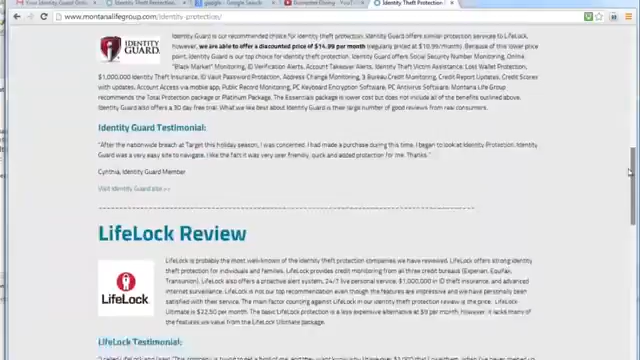 Your Identity Guard Onli
Identity Theft Protection
google - Google Search
Identity Theft Protection
www.montanalifegroup.com/identity-protection/
IDENTITY GUARD
Identity Guard is our recommended choice for identity theft protection. Identity Guard offers similar protection services to LifeLock,
however, we are able to offer a discounted price of $14.99 per month (regularly priced at $19.99/month). Because of this lower price
point, Identity Guard is our top choice for identity theft protection. Identity Guard offers Social Security Number Monitoring, Online
"Black Market" Monitoring, ID Verification Alerts, Account Takeover Alerts, Identity Theft Victim Assistance, Lost Wallet Protection,
$1,000,000 Identity Theft Insurance, ID Vault Password Protection, Address Change Monitoring, 3 Bureau Credit Monitoring, Credit Report Updates, Credit Scores
with updates, Account Access via mobile app, Public Record Monitoring, PC Keyboard Encryption Software, PC Antivirus Software. Montana Life Group
recommends the Total Protection package or Platinum Package. The Essentials package is lower cost but does not include all of the benefits outlined above.
Identity Guard also offers a 30 day free trial. What we like best about Identity Guard is their large number of good reviews from real consumers.
Identity Guard Testimonial:
"After the nationwide breach at Target this holiday season, I was concerned. I had made a purchase during this time. I began to look at Identity Protection. Identity
Guard was a very easy site to navigate. I like the fact it was very user friendly, quick and added protection for me. Thanks."
Cynthia, Identity Guard Member
Visit Identity Guard site >>
LifeLock Review
LifeLock
LifeLock is probably the most well-known of the identity theft protection companies we have reviewed. LifeLock offers strong identity
theft protection for individuals and families. LifeLock provides credit monitoring from all three credit bureaus (Experian, Equifax,
Transunion). LifeLock also offers a proactive alert system, 24/7 live personal service, $1,000,000 in ID theft insurance, and advanced
internet surveillance. LifeLock is not our top recommendation even though the features are impressive and we have personally been
satisfied with their service. The main factor counting against LifeLock in our identity theft protection review is the price. LifeLock
Ultimate is $22.50 per month. The basic LifeLock protection is a less expensive alternative at $9 per month; however, it lacks many of
the features we value from the LifeLock Ultimate package.
LifeLock Testimonial: